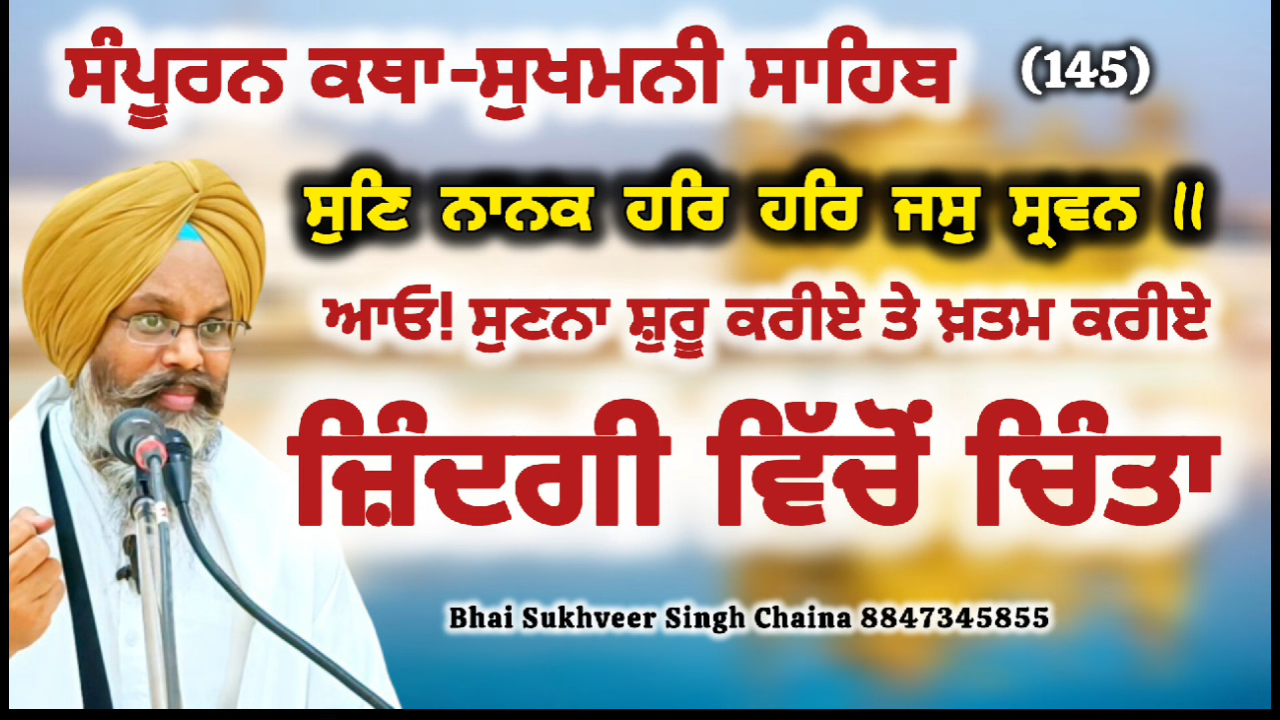 ਸੰਪੂਰਨ ਕਥਾ-ਸੁਖਮਨੀ ਸਾਹਿਬ (145)
ਸੁਣਿ ਨਾਨਕ ਹਰਿ ਹਰਿ ਜਸੁ ਸ੍ਰਵਨ ॥
ਆਓ! ਸੁਣਨਾ ਸ਼ੁਰੂ ਕਰੀਏ ਤੇ ਖ਼ਤਮ ਕਰੀਏ
ਜ਼ਿੰਦਗੀ ਵਿੱਚੋਂ ਚਿੰਤਾ
Bhai Sukhveer Singh Chaina 8847345855